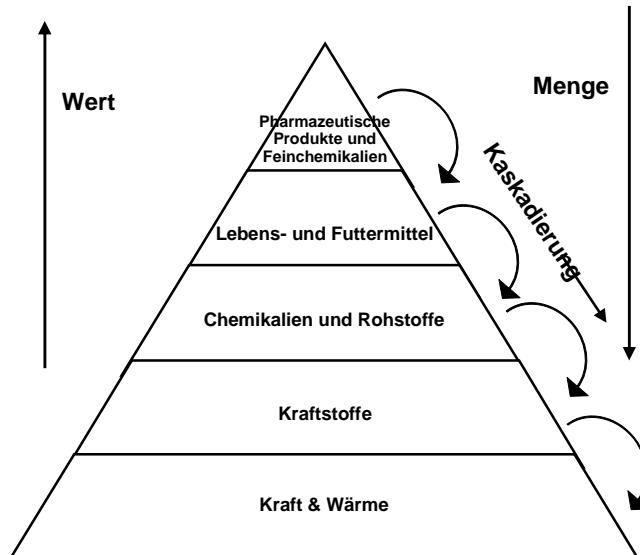 Wert
Menge
Pharmazeutische
Produkte und
Feinchemikalien
Kaskadierung
Lebens- und Futtermittel
Chemikalien und Rohstoffe
Kraftstoffe
Kraft & Wärme